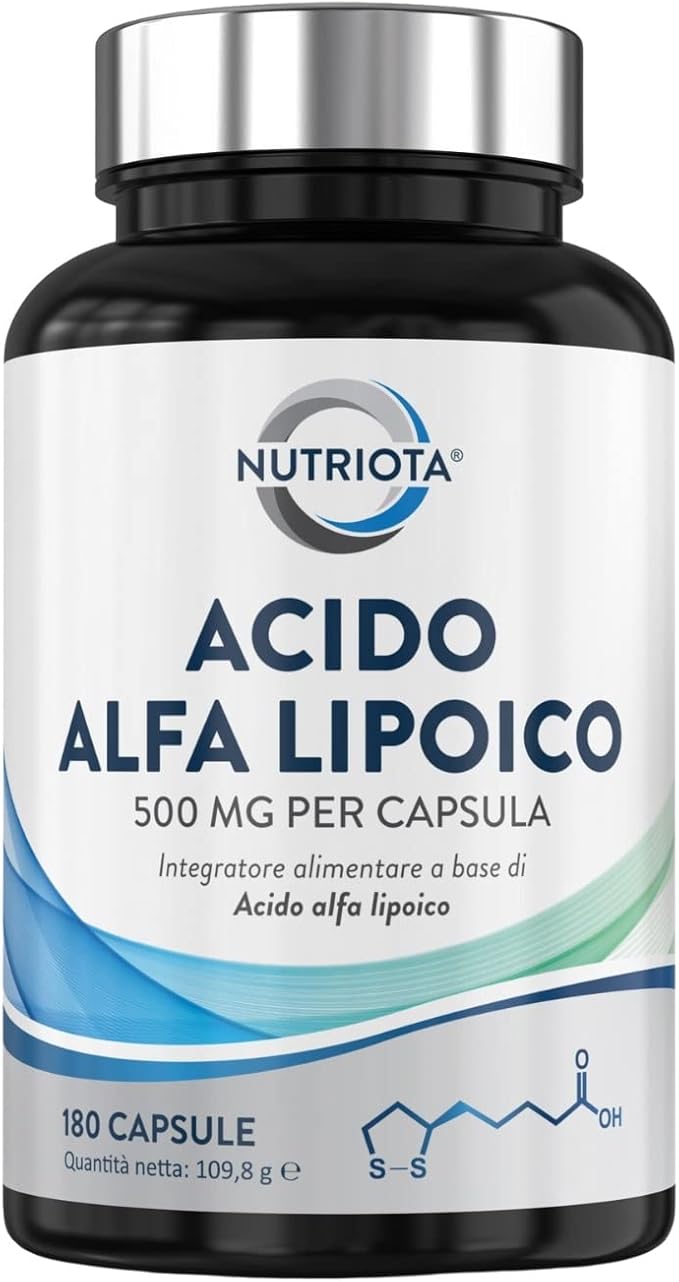 NUTRIOTA®
ACIDO
ALFA LIPOICO
500 MG PER CAPSULA
Integratore alimentare a base di
Acido alfa lipoico
180 CAPSULE
Quantità netta: 109,8 g ℮
O
OH
S–S